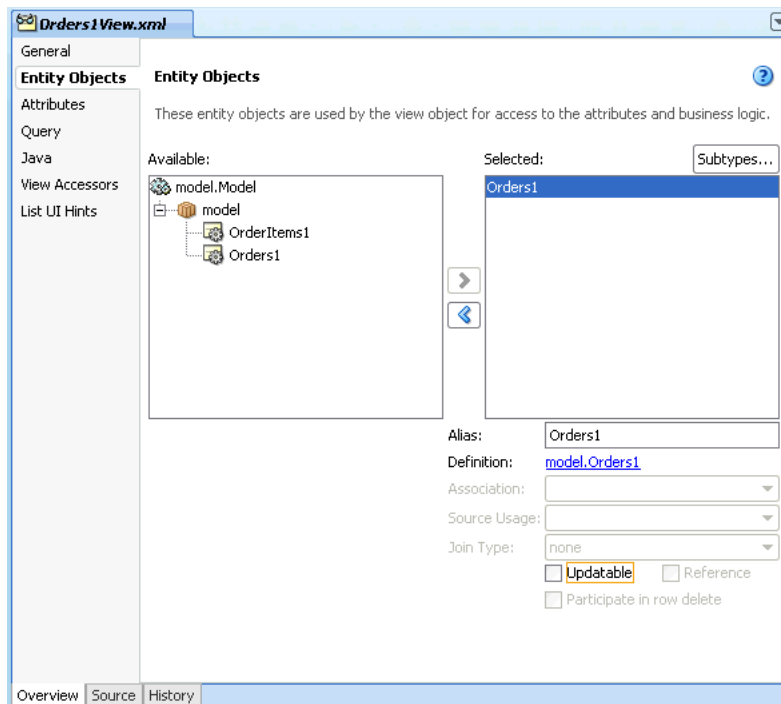 Orders1View.xml
General
Entity Objects
Attributes
Query
Java
View Accessors
List UI Hints
Entity Objects
These entity objects are used by the view object for access to the attributes and business logic.
Available:
model.Model
model
OrderItems1
Orders1
Selected:
Subtypes...
Orders1
Alias:
Orders1
Definition:
model.Orders1
Association:
Source Usage:
Join Type:
none
Updatable
Reference
Participate in row delete
Overview
Source
History